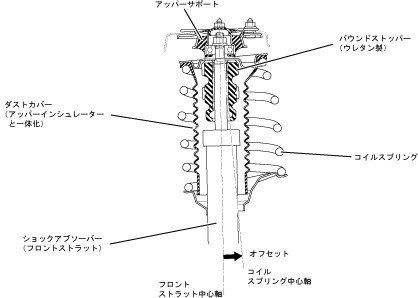 アッパーサポート
バウンドストッパー
(ウレタン製)
ダストカバー
(アッパーインシュレーター
と一体化)
コイルスプリング
ショックアブソーバー
(フロントストラット)
オフセット
フロント
ストラット中心軸
コイル
スプリング中心軸